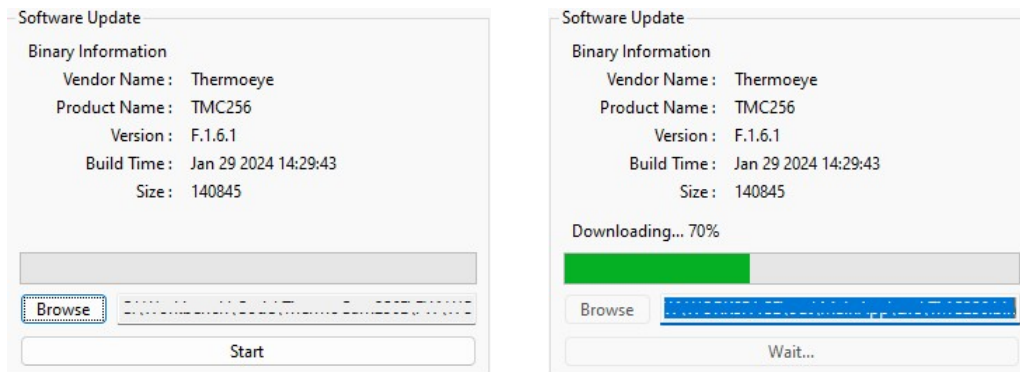 Software Update
Binary Information
Vendor Name : Thermoeye
Product Name : TMC256
Version : F.1.6.1
Build Time : Jan 29 2024 14:29:43
Size : 140845
Browse
Start
Software Update
Binary Information
Vendor Name : Thermoeye
Product Name : TMC256
Version : F.1.6.1
Build Time : Jan 29 2024 14:29:43
Size : 140845
Downloading... 70%
Browse
Wait...